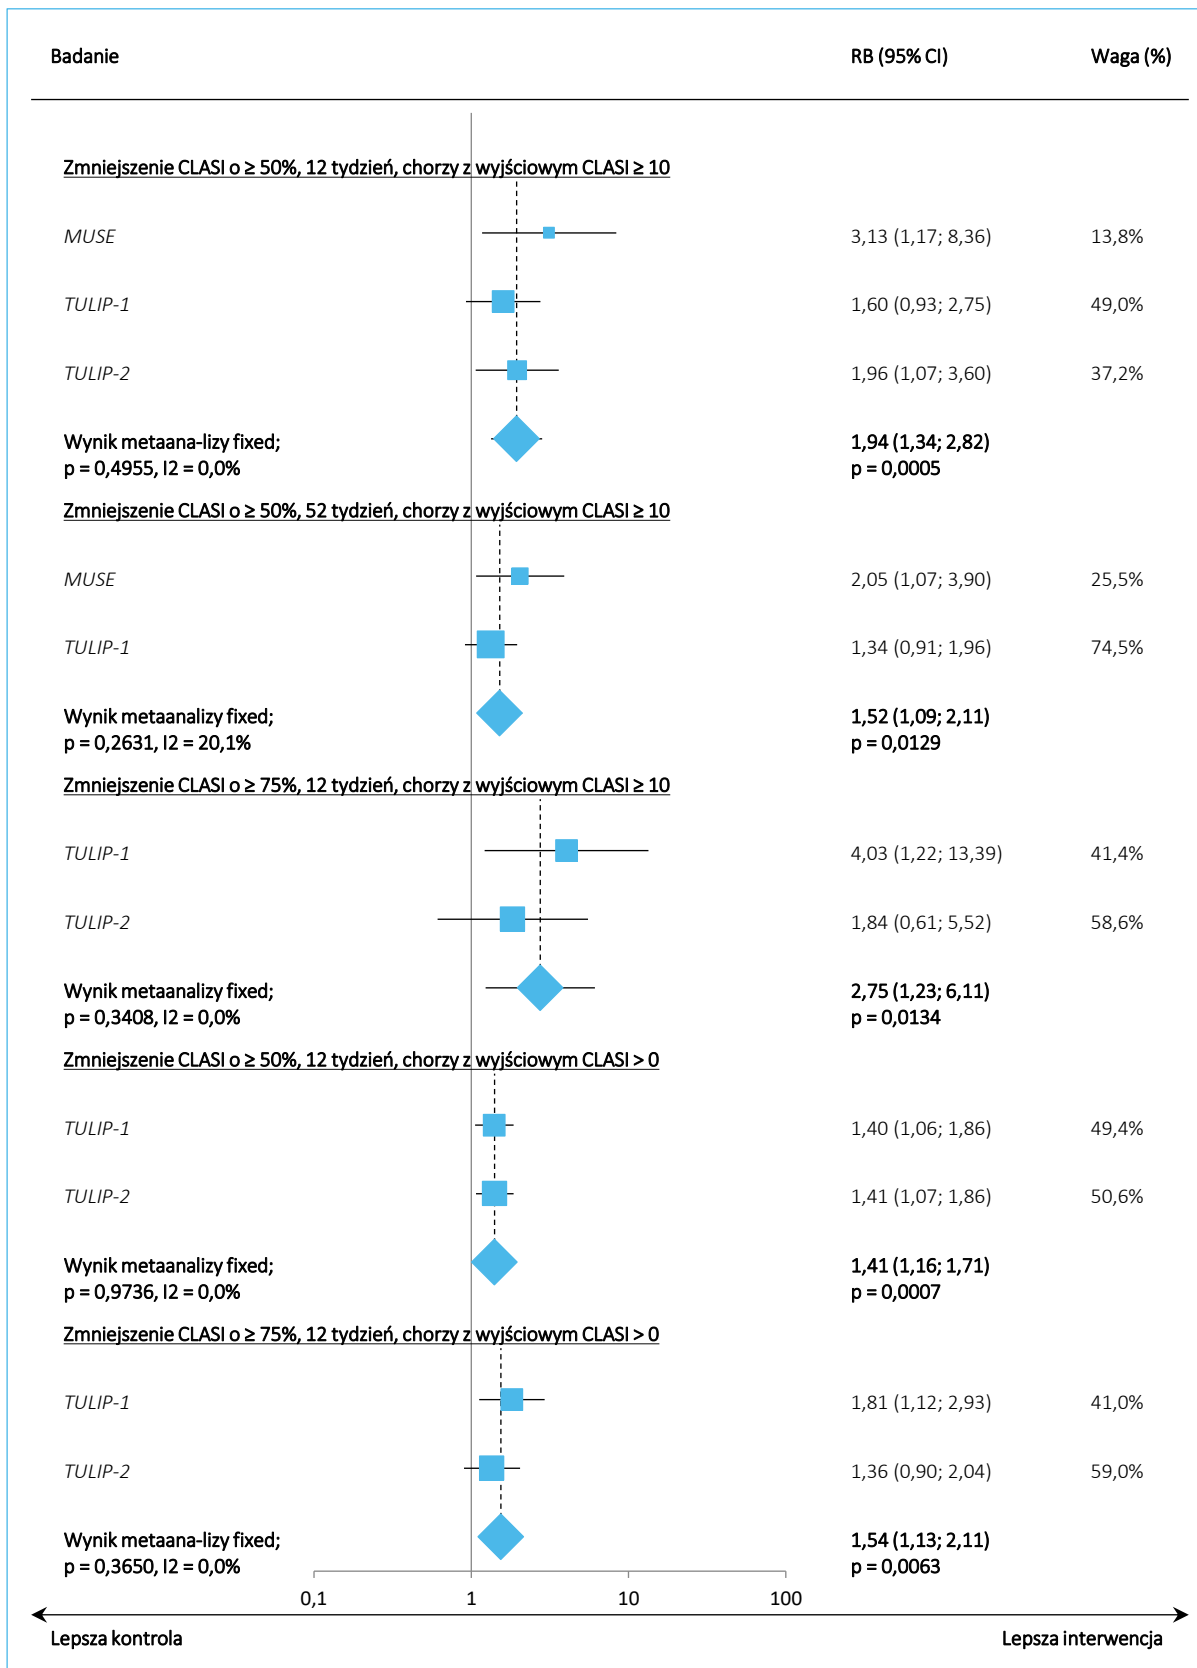 Badanie RB (95% CI) Waga (%)
Zmniejszenie CLASI o ≥ 50%, 12 tydzień, chorzy z wyjściowym CLASI ≥ 10
MUSE 3,13 (1,17; 8,36) 13,8%
TULIP-1 1,60 (0,93; 2,75) 49,0%
TULIP-2 1,96 (1,07; 3,60) 37,2%
Wynik metaana-lizy fixed; 1,94 (1,34; 2,82)
p = 0,4955, I2 = 0,0% p = 0,0005
Zmniejszenie CLASI o ≥ 50%, 52 tydzień, chorzy z wyjściowym CLASI ≥ 10
MUSE 2,05 (1,07; 3,90) 25,5%
TULIP-1 1,34 (0,91; 1,96) 74,5%
Wynik metaanalizy fixed; 1,52 (1,09; 2,11)
p = 0,2631, I2 = 20,1% p = 0,0129
Zmniejszenie CLASI o ≥ 75%, 12 tydzień, chorzy z wyjściowym CLASI ≥ 10
TULIP-1 4,03 (1,22; 13,39) 41,4%
TULIP-2 1,84 (0,61; 5,52) 58,6%
Wynik metaanalizy fixed; 2,75 (1,23; 6,11)
p = 0,3408, I2 = 0,0% p = 0,0134
Zmniejszenie CLASI o ≥ 50%, 12 tydzień, chorzy z wyjściowym CLASI > 0
TULIP-1 1,40 (1,06; 1,86) 49,4%
TULIP-2 1,41 (1,07; 1,86) 50,6%
Wynik metaanalizy fixed; 1,41 (1,16; 1,71)
p = 0,9736, I2 = 0,0% p = 0,0007
Zmniejszenie CLASI o ≥ 75%, 12 tydzień, chorzy z wyjściowym CLASI > 0
TULIP-1 1,81 (1,12; 2,93) 41,0%
TULIP-2 1,36 (0,90; 2,04) 59,0%
Wynik metaana-lizy fixed; 1,54 (1,13; 2,11)
p = 0,3650, I2 = 0,0% p = 0,0063
0,1 1 10 100
Lepsza kontrola Lepsza interwencja